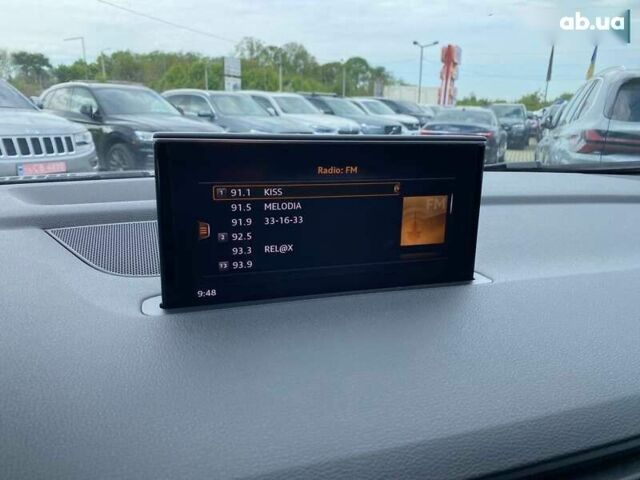 ab.ua
Radio: FM
1 91.1 KISS
91.5 MELODIA
91.9 33-16-33
3 92.5
93.3 REL@X
13 93.9
FM
9:48